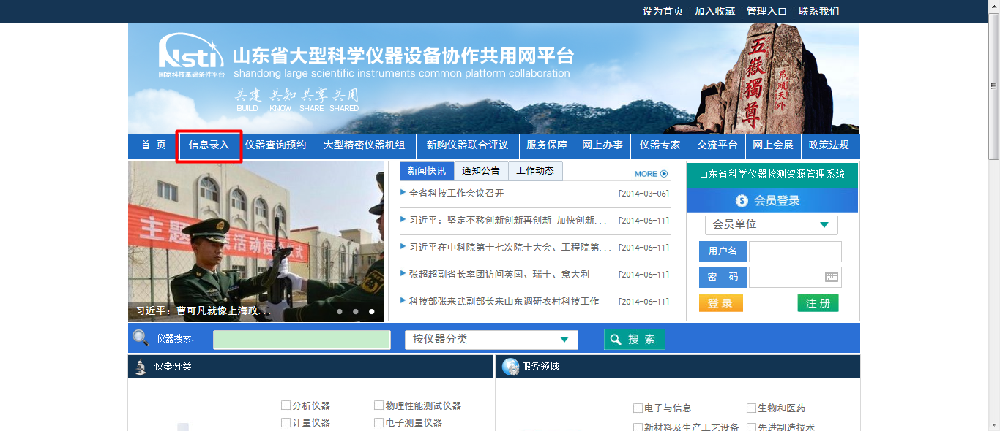 设为首页 加入收藏 管理入口 联系我们
Nsti
国家科技基础条件平台
山东省大型科学仪器设备协作共用网平台
shandong large scientific instruments common platform collaboration
共建 共知 共享 共用
BUILD KNOW SHARE SHARED
五嶽獨尊
昂頭天外
首 页 信息录入 仪器查询预约 大型精密仪器机组 新购仪器联合评议 服务保障 网上办事 仪器专家 交流平台 网上会展 政策法规
主题
活动授
仪式
习近平：曹可凡就像上海政...
新闻快讯 通知公告 工作动态 MORE
全省科技工作会议召开 [2014-03-06]
习近平：坚定不移创新创新再创新 加快创新... [2014-06-11]
习近平在中科院第十七次院士大会、工程院第... [2014-06-11]
张超超副省长率团访问英国、瑞士、意大利 [2014-06-11]
科技部张来武副部长来山东调研农村科技工作 [2014-06-11]
山东省科学仪器检测资源管理系统
会员登录
会员单位
用户名
密 码
登 录 注 册
仪器搜索: 按仪器分类 搜 索
仪器分类
分析仪器 物理性能测试仪器
计量仪器 电子测量仪器
服务领域
电子与信息 生物和医药
新材料及生产工艺设备 先进制造技术